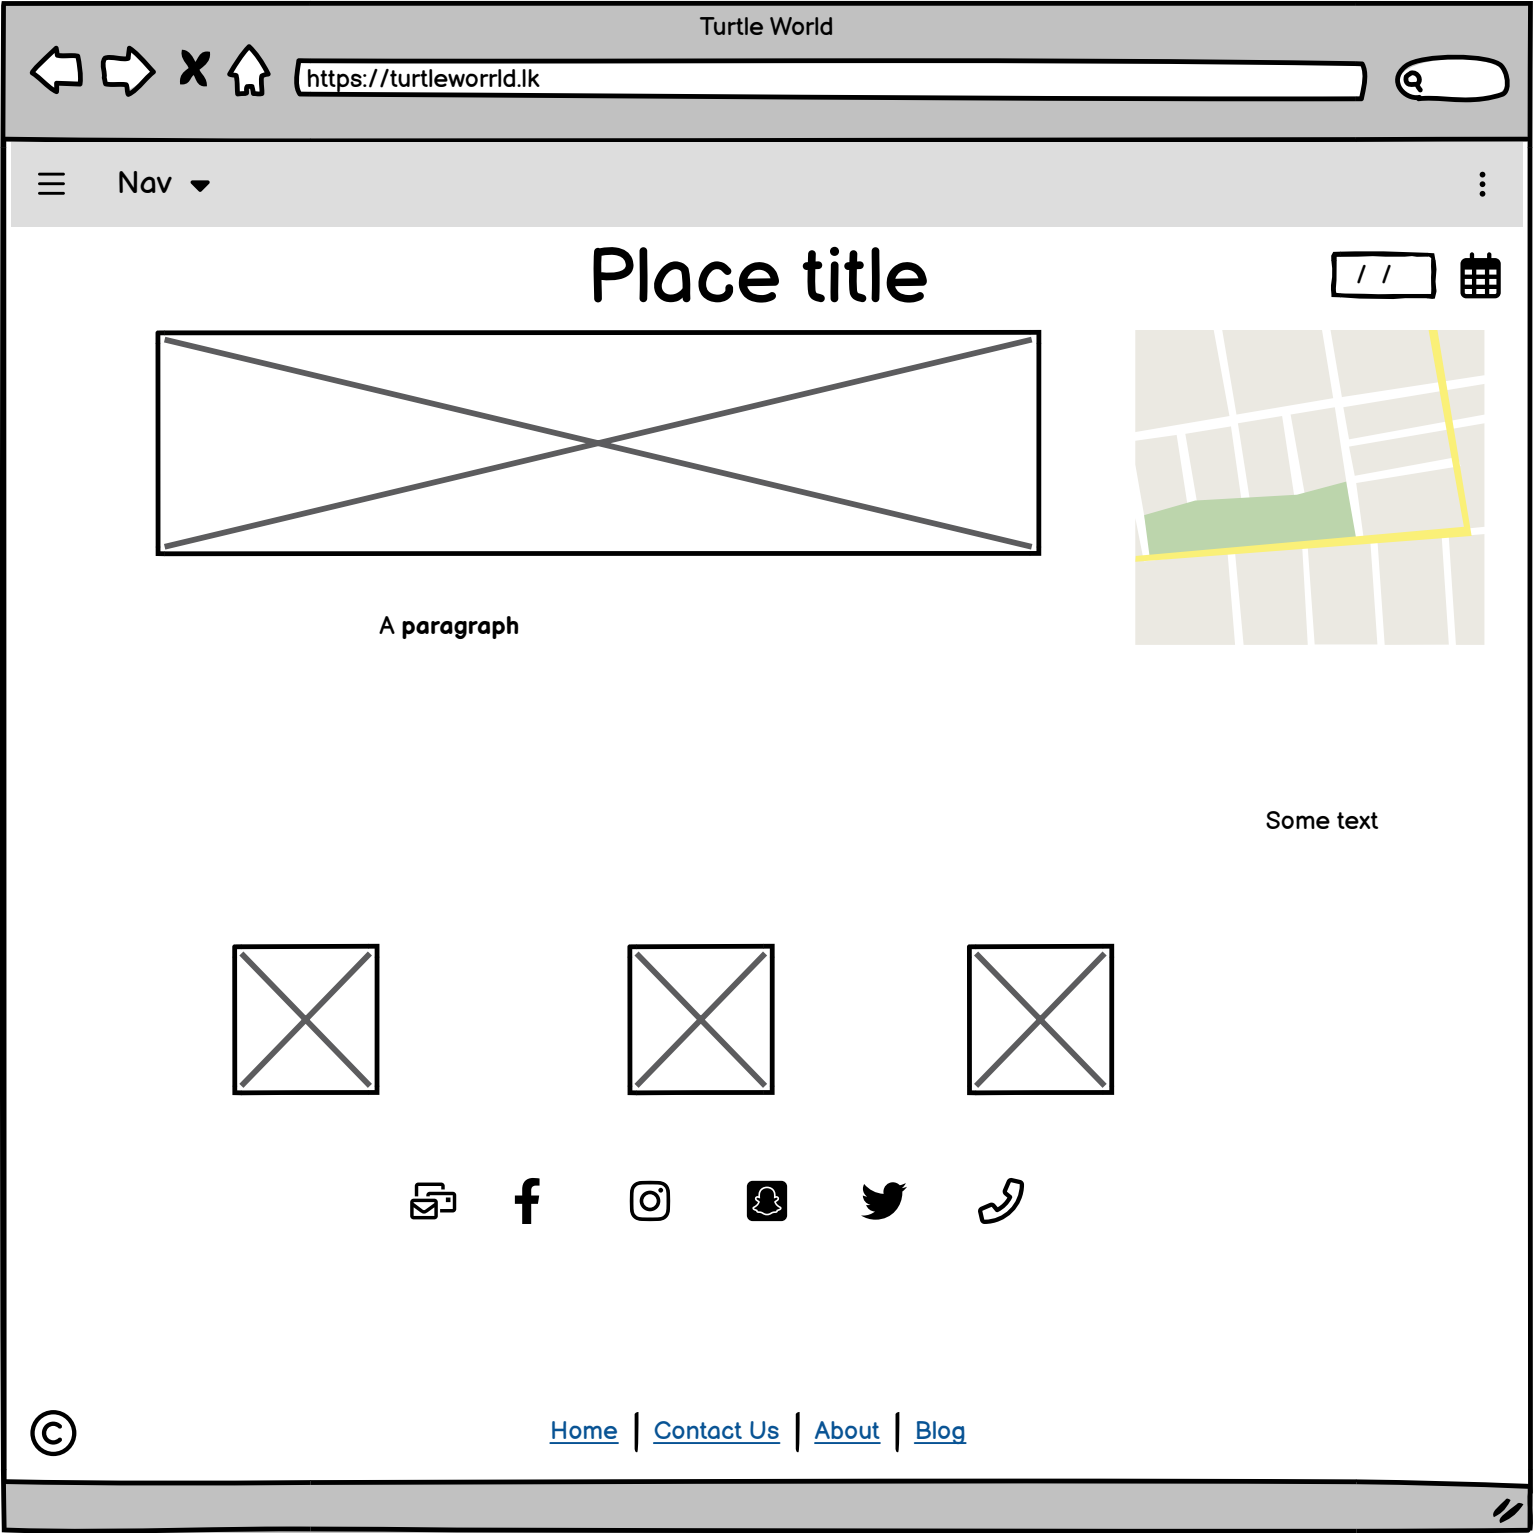 Turtle World
https://turtleworrld.lk
Nav
Place title
/ /
A paragraph
Some text
©
Home | Contact Us | About | Blog